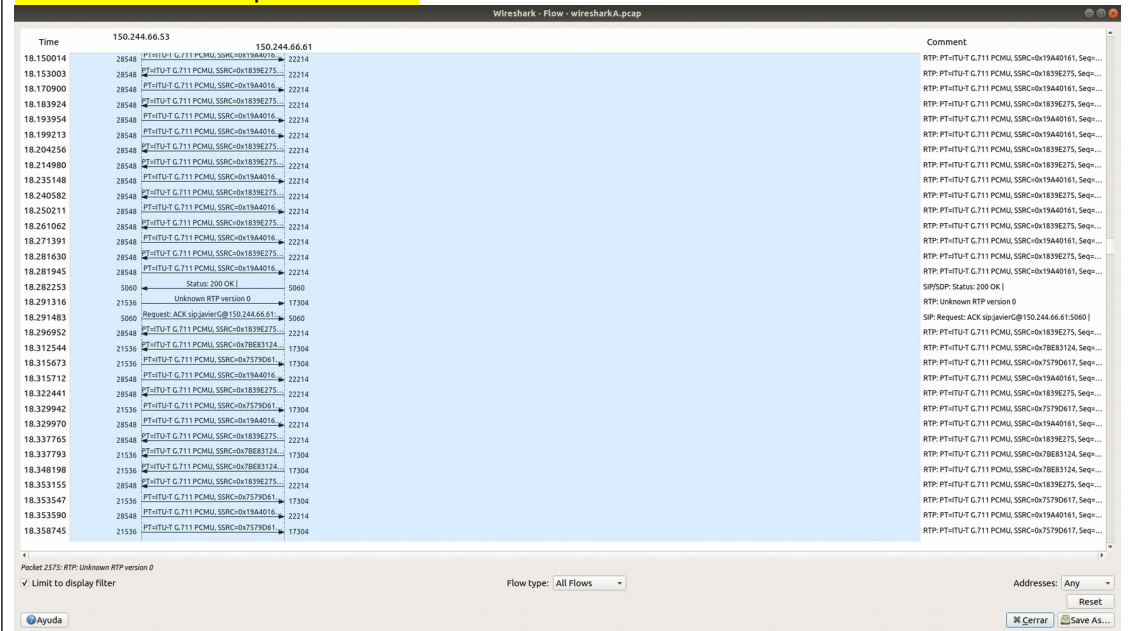 Wireshark · Flow · wiresharkA.pcap
Time 150.244.66.53 150.244.66.61 Comment
18.150014 28548 PT=ITU-T G.711 PCMU, SSRC=0x19A4016... 22214 RTP: PT=ITU-T G.711 PCMU, SSRC=0x19A40161, Seq=...
18.153003 28548 PT=ITU-T G.711 PCMU, SSRC=0x1839E275... 22214 RTP: PT=ITU-T G.711 PCMU, SSRC=0x1839E275, Seq=...
18.170900 28548 PT=ITU-T G.711 PCMU, SSRC=0x19A4016... 22214 RTP: PT=ITU-T G.711 PCMU, SSRC=0x19A40161, Seq=...
18.183924 28548 PT=ITU-T G.711 PCMU, SSRC=0x1839E275... 22214 RTP: PT=ITU-T G.711 PCMU, SSRC=0x1839E275, Seq=...
18.193954 28548 PT=ITU-T G.711 PCMU, SSRC=0x19A4016... 22214 RTP: PT=ITU-T G.711 PCMU, SSRC=0x19A40161, Seq=...
18.199213 28548 PT=ITU-T G.711 PCMU, SSRC=0x19A4016... 22214 RTP: PT=ITU-T G.711 PCMU, SSRC=0x19A40161, Seq=...
18.204256 28548 PT=ITU-T G.711 PCMU, SSRC=0x1839E275... 22214 RTP: PT=ITU-T G.711 PCMU, SSRC=0x1839E275, Seq=...
18.214980 28548 PT=ITU-T G.711 PCMU, SSRC=0x1839E275... 22214 RTP: PT=ITU-T G.711 PCMU, SSRC=0x1839E275, Seq=...
18.235148 28548 PT=ITU-T G.711 PCMU, SSRC=0x19A4016... 22214 RTP: PT=ITU-T G.711 PCMU, SSRC=0x19A40161, Seq=...
18.240582 28548 PT=ITU-T G.711 PCMU, SSRC=0x1839E275... 22214 RTP: PT=ITU-T G.711 PCMU, SSRC=0x1839E275, Seq=...
18.250211 28548 PT=ITU-T G.711 PCMU, SSRC=0x19A4016... 22214 RTP: PT=ITU-T G.711 PCMU, SSRC=0x19A40161, Seq=...
18.261062 28548 PT=ITU-T G.711 PCMU, SSRC=0x1839E275... 22214 RTP: PT=ITU-T G.711 PCMU, SSRC=0x1839E275, Seq=...
18.271391 28548 PT=ITU-T G.711 PCMU, SSRC=0x19A4016... 22214 RTP: PT=ITU-T G.711 PCMU, SSRC=0x19A40161, Seq=...
18.281630 28548 PT=ITU-T G.711 PCMU, SSRC=0x1839E275... 22214 RTP: PT=ITU-T G.711 PCMU, SSRC=0x1839E275, Seq=...
18.281945 28548 PT=ITU-T G.711 PCMU, SSRC=0x19A4016... 22214 RTP: PT=ITU-T G.711 PCMU, SSRC=0x19A40161, Seq=...
18.282253 5060 Status: 200 OK | 5060 SIP/SDP: Status: 200 OK |
18.291316 21536 Unknown RTP version 0 17304 RTP: Unknown RTP version 0
18.291483 5060 Request: ACK sip:javierG@150.244.66.61:... 5060 SIP: Request: ACK sip:javierG@150.244.66.61:5060 |
18.296952 28548 PT=ITU-T G.711 PCMU, SSRC=0x1839E275... 22214 RTP: PT=ITU-T G.711 PCMU, SSRC=0x1839E275, Seq=...
18.312544 21536 PT=ITU-T G.711 PCMU, SSRC=0x7BE83124... 17304 RTP: PT=ITU-T G.711 PCMU, SSRC=0x7BE83124, Seq=...
18.315673 21536 PT=ITU-T G.711 PCMU, SSRC=0x7579D61... 17304 RTP: PT=ITU-T G.711 PCMU, SSRC=0x7579D617, Seq=...
18.315712 28548 PT=ITU-T G.711 PCMU, SSRC=0x19A4016... 22214 RTP: PT=ITU-T G.711 PCMU, SSRC=0x19A40161, Seq=...
18.322441 28548 PT=ITU-T G.711 PCMU, SSRC=0x1839E275... 22214 RTP: PT=ITU-T G.711 PCMU, SSRC=0x1839E275, Seq=...
18.329942 21536 PT=ITU-T G.711 PCMU, SSRC=0x7579D61... 17304 RTP: PT=ITU-T G.711 PCMU, SSRC=0x7579D617, Seq=...
18.329970 28548 PT=ITU-T G.711 PCMU, SSRC=0x19A4016... 22214 RTP: PT=ITU-T G.711 PCMU, SSRC=0x19A40161, Seq=...
18.337765 28548 PT=ITU-T G.711 PCMU, SSRC=0x1839E275... 22214 RTP: PT=ITU-T G.711 PCMU, SSRC=0x1839E275, Seq=...
18.337793 21536 PT=ITU-T G.711 PCMU, SSRC=0x7BE83124... 17304 RTP: PT=ITU-T G.711 PCMU, SSRC=0x7BE83124, Seq=...
18.348198 21536 PT=ITU-T G.711 PCMU, SSRC=0x7BE83124... 17304 RTP: PT=ITU-T G.711 PCMU, SSRC=0x7BE83124, Seq=...
18.353155 28548 PT=ITU-T G.711 PCMU, SSRC=0x1839E275... 22214 RTP: PT=ITU-T G.711 PCMU, SSRC=0x1839E275, Seq=...
18.353547 21536 PT=ITU-T G.711 PCMU, SSRC=0x7579D61... 17304 RTP: PT=ITU-T G.711 PCMU, SSRC=0x7579D617, Seq=...
18.353590 28548 PT=ITU-T G.711 PCMU, SSRC=0x19A4016... 22214 RTP: PT=ITU-T G.711 PCMU, SSRC=0x19A40161, Seq=...
18.358745 21536 PT=ITU-T G.711 PCMU, SSRC=0x7579D61... 17304 RTP: PT=ITU-T G.711 PCMU, SSRC=0x7579D617, Seq=...
Packet 2575: RTP: Unknown RTP version 0
Limit to display filter Flow type: All Flows Addresses: Any
Reset
Ayuda Cerrar Save As...